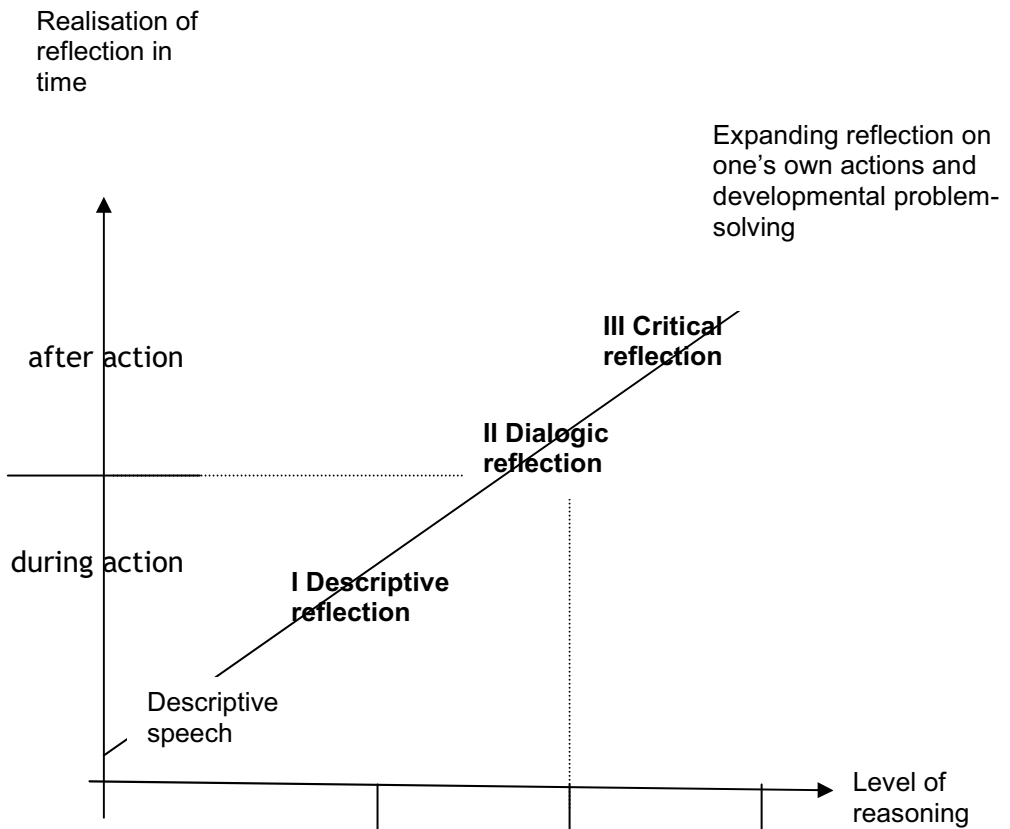 Realisation of
reflection in
time
Expanding reflection on
one's own actions and
developmental problem-
solving
III Critical
reflection
after action
II Dialogic
reflection
during action
I Descriptive
reflection
Descriptive
speech
Level of
reasoning